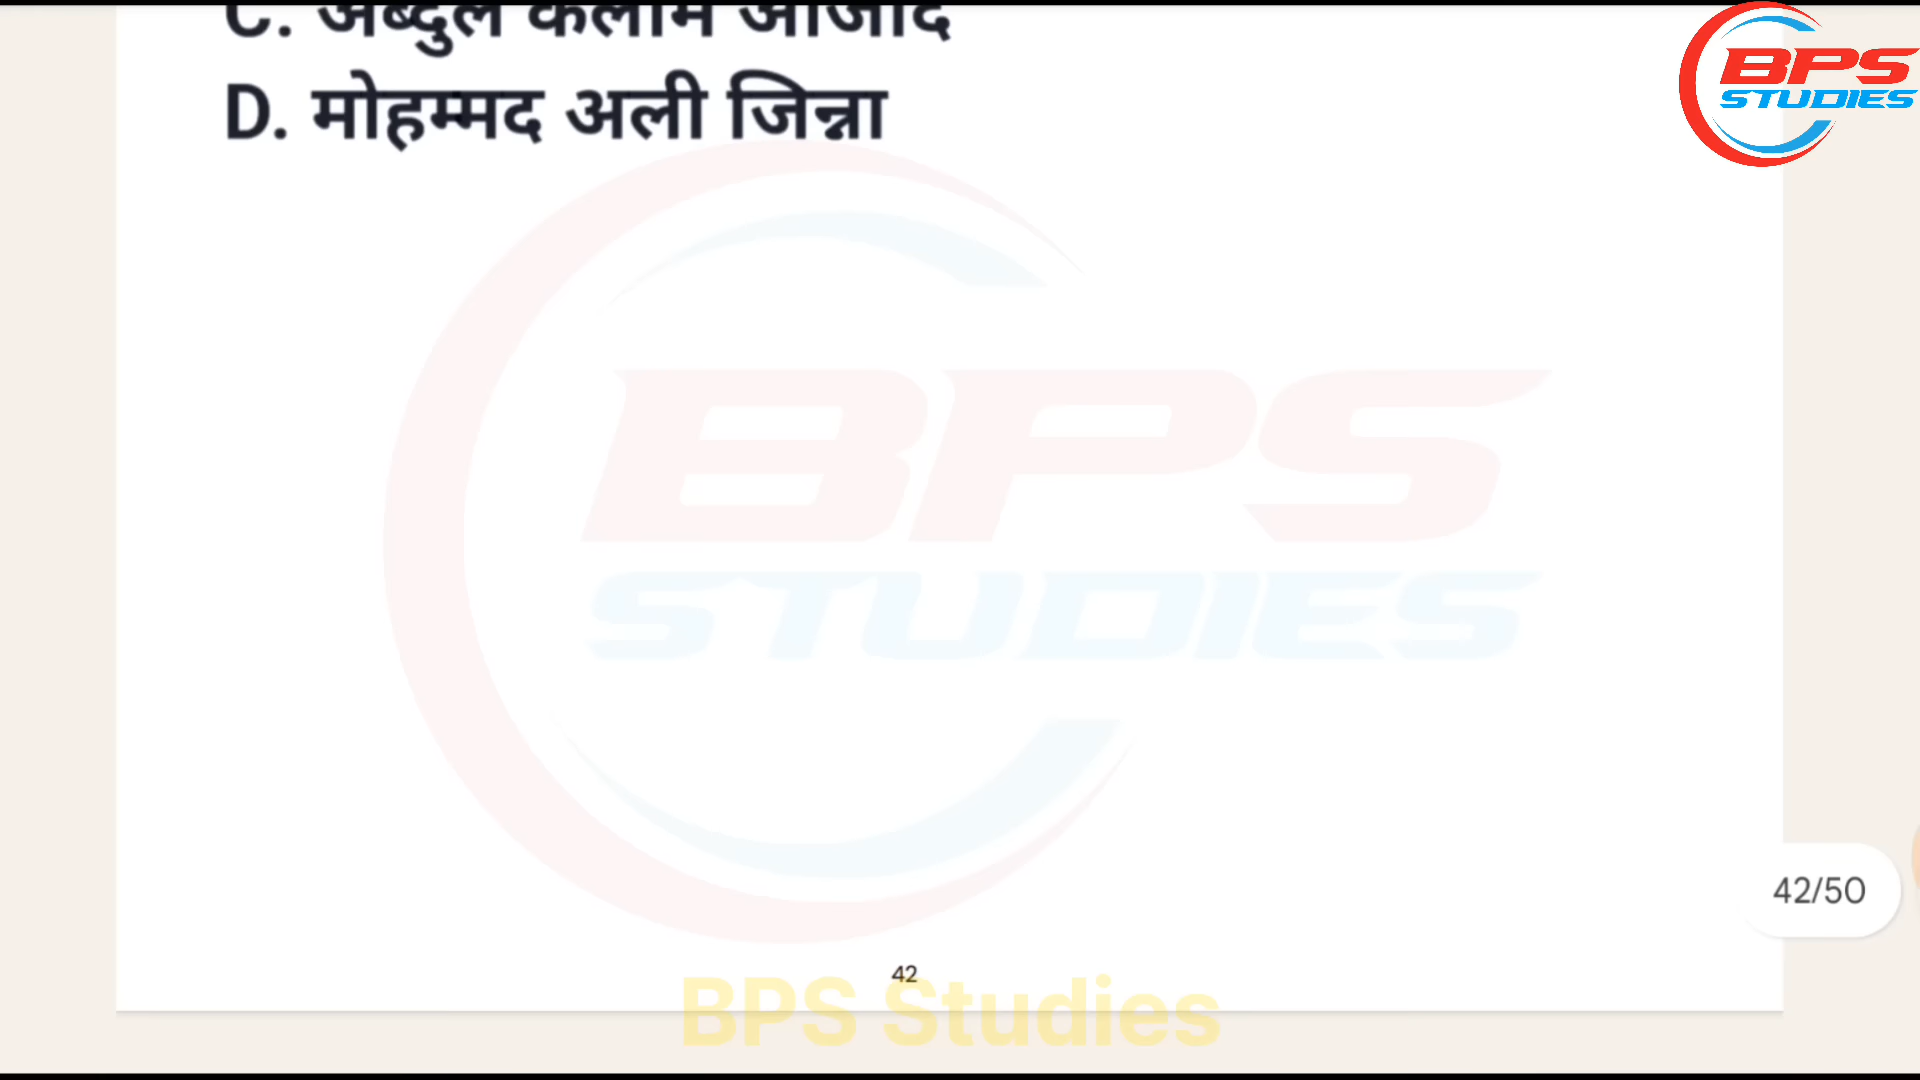 C. अब्दुल कलाम आजाद
D. मोहम्मद अली जिन्ना
BPS
STUDIES
BPS
STUDIES
42/50
42
BPS Studies